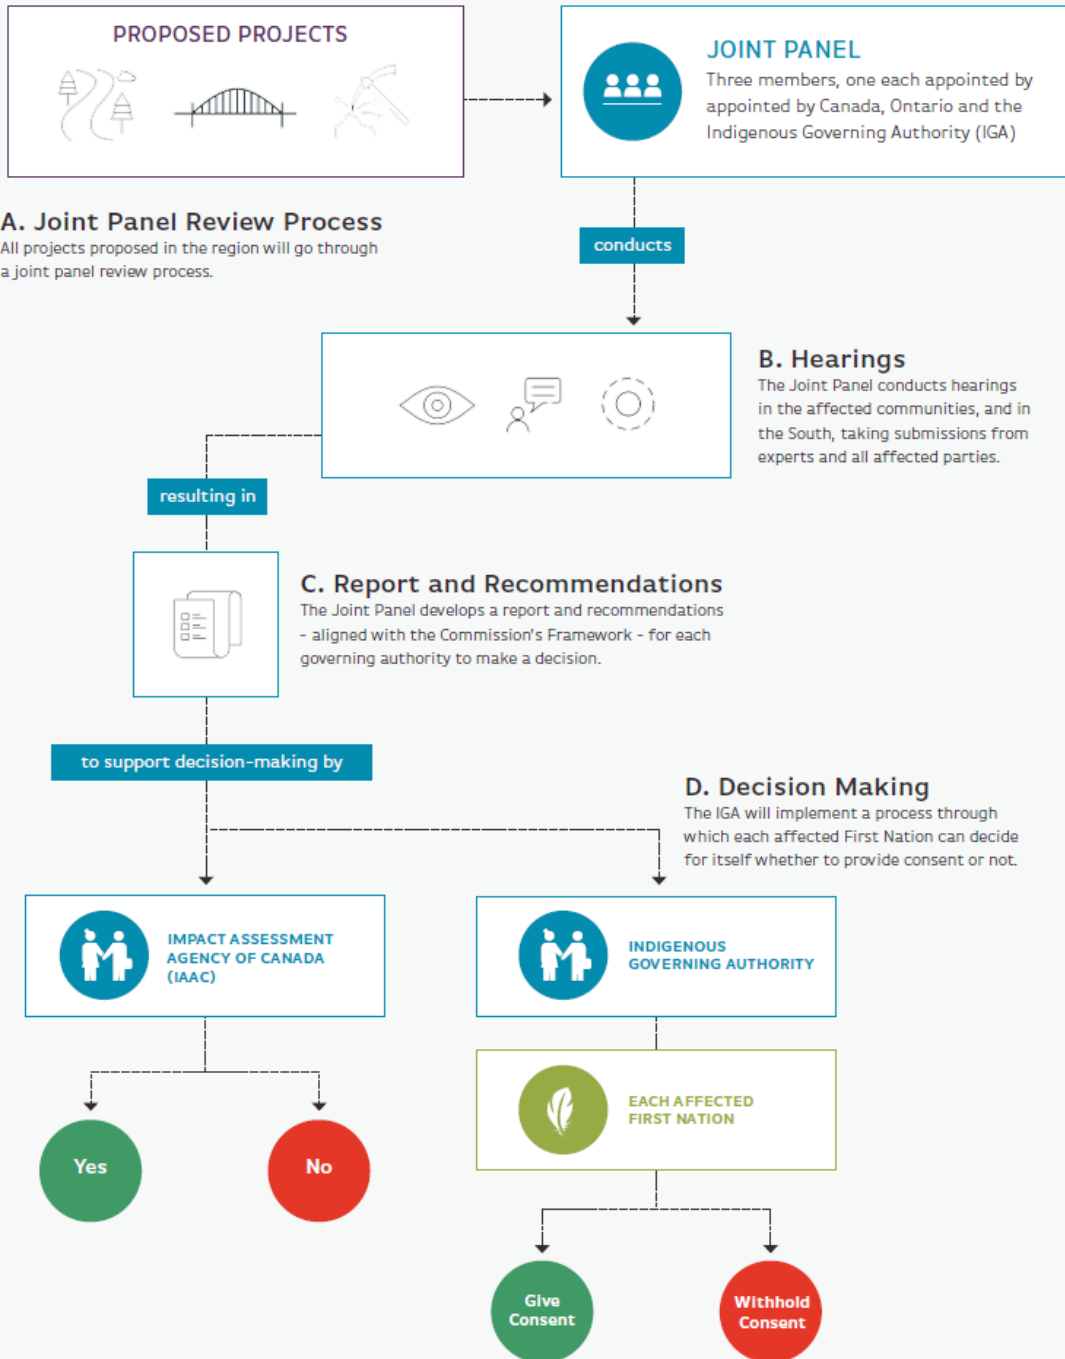 PROPOSED PROJECTS
JOINT PANEL
Three members, one each appointed by
appointed by Canada, Ontario and the
Indigenous Governing Authority (IGA)
A. Joint Panel Review Process
All projects proposed in the region will go through
a joint panel review process.
conducts
B. Hearings
The Joint Panel conducts hearings
in the affected communities, and in
the South, taking submissions from
experts and all affected parties.
resulting in
C. Report and Recommendations
The Joint Panel develops a report and recommendations
- aligned with the Commission's Framework - for each
governing authority to make a decision.
to support decision-making by
D. Decision Making
The IGA will implement a process through
which each affected First Nation can decide
for itself whether to provide consent or not.
IMPACT ASSESSMENT
AGENCY OF CANADA
(IAAC)
INDIGENOUS
GOVERNING AUTHORITY
EACH AFFECTED
FIRST NATION
Yes
No
Give
Consent
Withhold
Consent